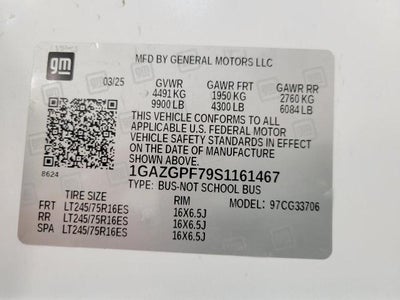 gm
MFD BY GENERAL MOTORS LLC
03/25 GVWR GAWR FRT GAWR RR
4491 KG 1950 KG 2760 KG
9900 LB 4300 LB 6084 LB
THIS VEHICLE CONFORMS TO ALL
APPLICABLE U.S. FEDERAL MOTOR
VEHICLE SAFETY STANDARDS IN EFFECT
ON THE DATE OF MANUFACTURE
SHOWN ABOVE.
8624
1GAZGPF79S1161467
TYPE: BUS-NOT SCHOOL BUS
TIRE SIZE RIM MODEL: 97CG33706
FRT LT245/75R16ES 16X6.5J
RR LT245/75R16ES 16X6.5J
SPA LT245/75R16ES 16X6.5J